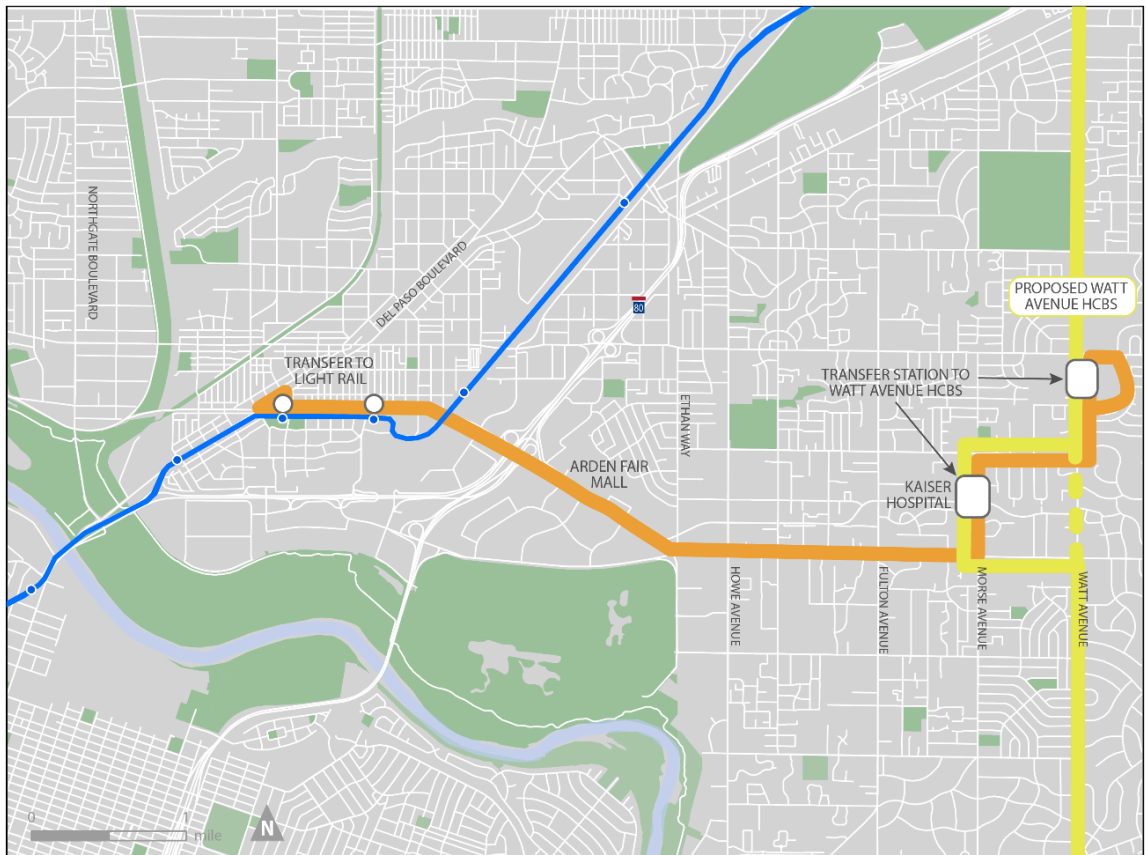 NORTHGATE BOULEVARD
DEL PASO BOULEVARD
80
PROPOSED WATT
AVENUE HCBS
TRANSFER TO
LIGHT RAIL
TRANSFER STATION TO
WATT AVENUE HCBS
ETHAN WAY
ARDEN FAIR
MALL
KAISER
HOSPITAL
HOWE AVENUE
FULTON AVENUE
MORSE AVENUE
WATT AVENUE
0 1
mile
N